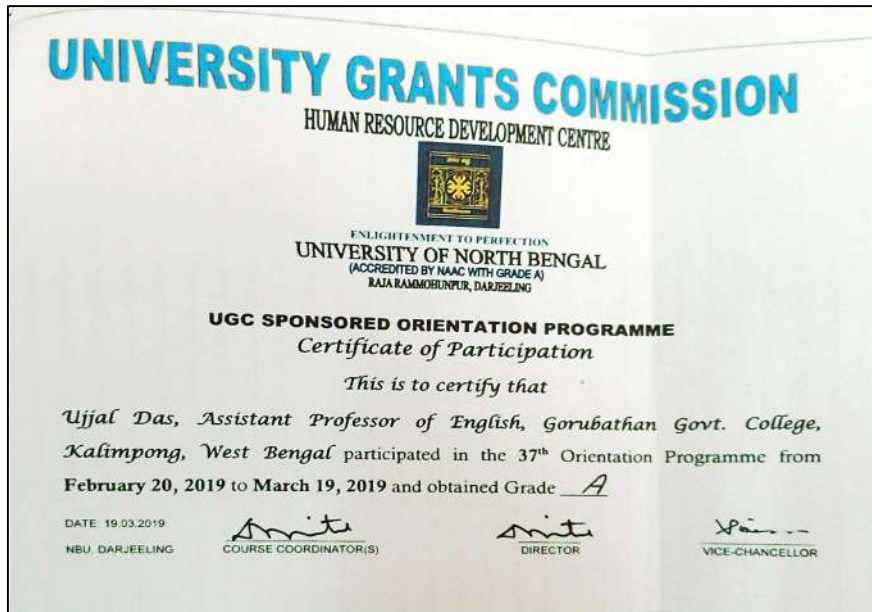 UNIVERSITY GRANTS COMMISSION
HUMAN RESOURCE DEVELOPMENT CENTRE
ENLIGHTENMENT TO PERFECTION
UNIVERSITY OF NORTH BENGAL
(ACCREDITED BY NAAC WITH GRADE A)
RAJA RAMMOHUNPUR, DARJEELING
UGC SPONSORED ORIENTATION PROGRAMME
Certificate of Participation
This is to certify that
Ujjal Das, Assistant Professor of English, Gorubathan Govt. College,
Kalimpong, West Bengal participated in the 37th Orientation Programme from
February 20, 2019 to March 19, 2019 and obtained Grade A
DATE: 19.03.2019
NBU, DARJEELING COURSE COORDINATOR(S) DIRECTOR VICE-CHANCELLOR